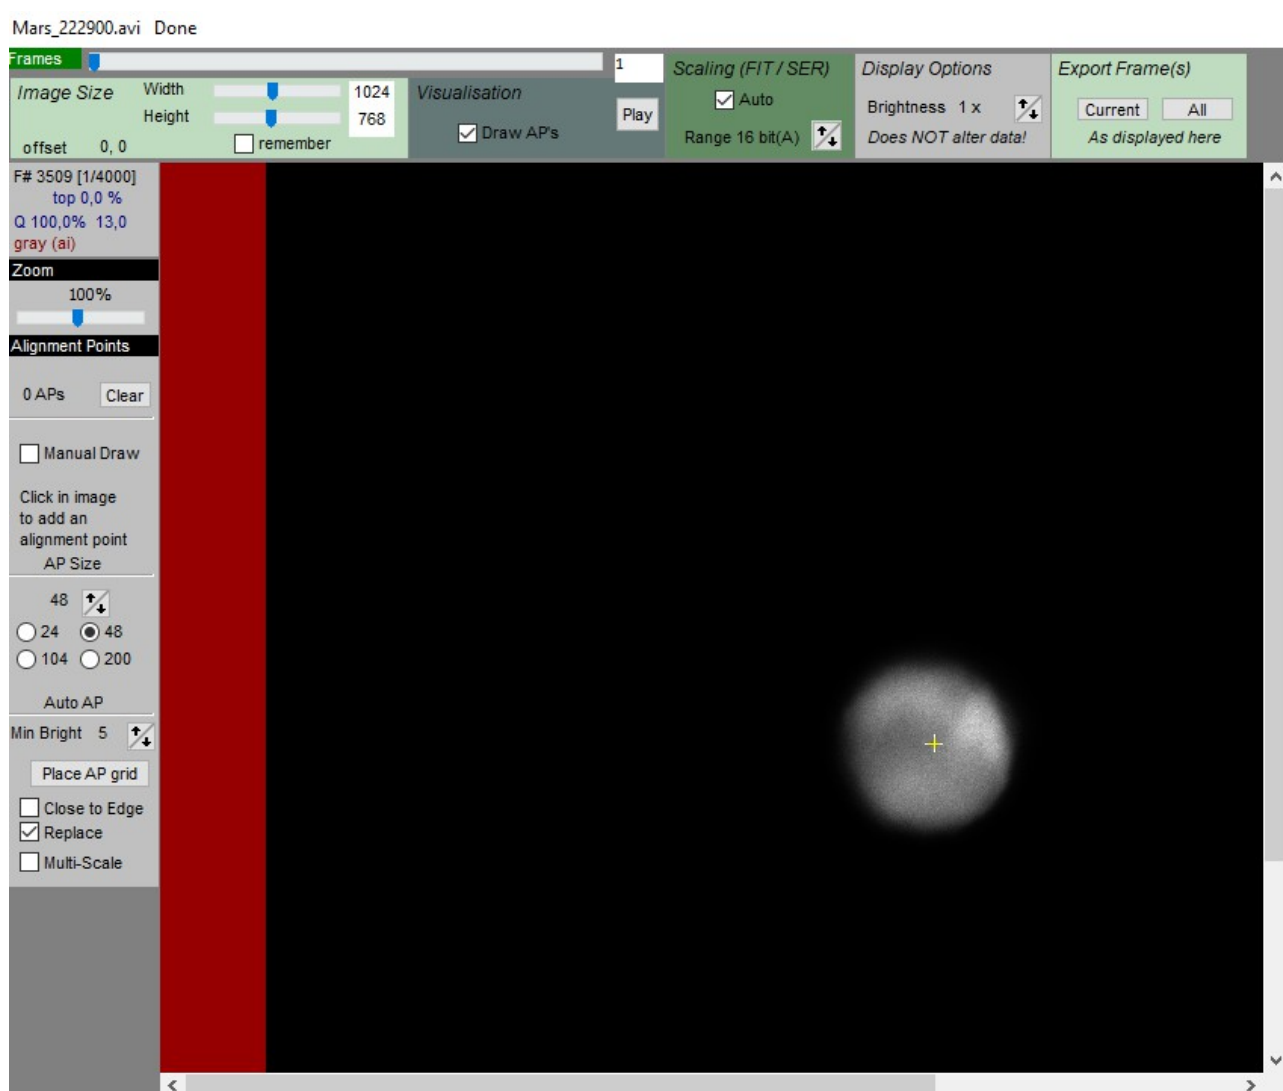 Mars_222900.avi Done
Frames
1
Image Size
Width 1024
Height 768
offset 0, 0
remember
Visualisation
Draw AP's
Play
Scaling (FIT / SER)
Auto
Range 16 bit(A)
Display Options
Brightness 1 x
Does NOT alter data!
Export Frame(s)
Current All
As displayed here
F# 3509 [1/4000]
top 0,0 %
Q 100,0% 13,0
gray (ai)
Zoom
100%
Alignment Points
0 APs Clear
Manual Draw
Click in image
to add an
alignment point
AP Size
48
24 48
104 200
Auto AP
Min Bright 5
Place AP grid
Close to Edge
Replace
Multi-Scale